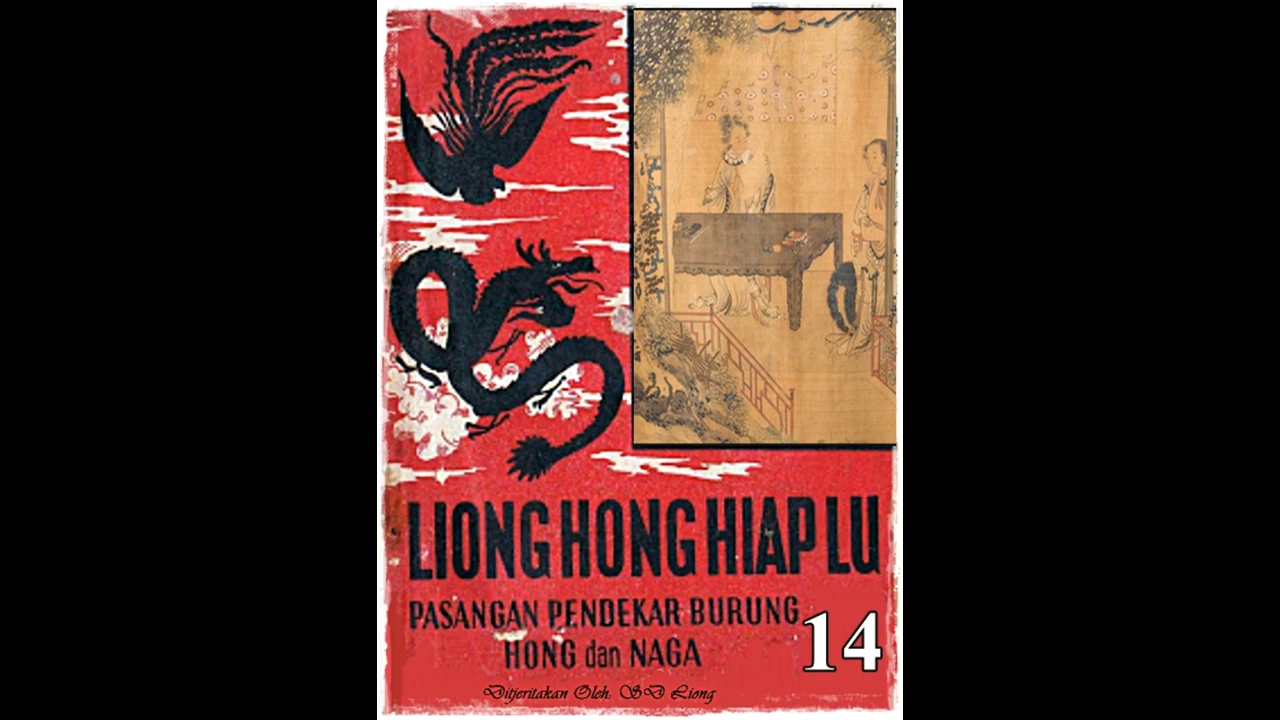 LIONG HONG HIAP LU
PASANGAN PENDEKAR BURUNG
HONG dan NAGA
14
Ditjeritakan Oleh: SD Liong